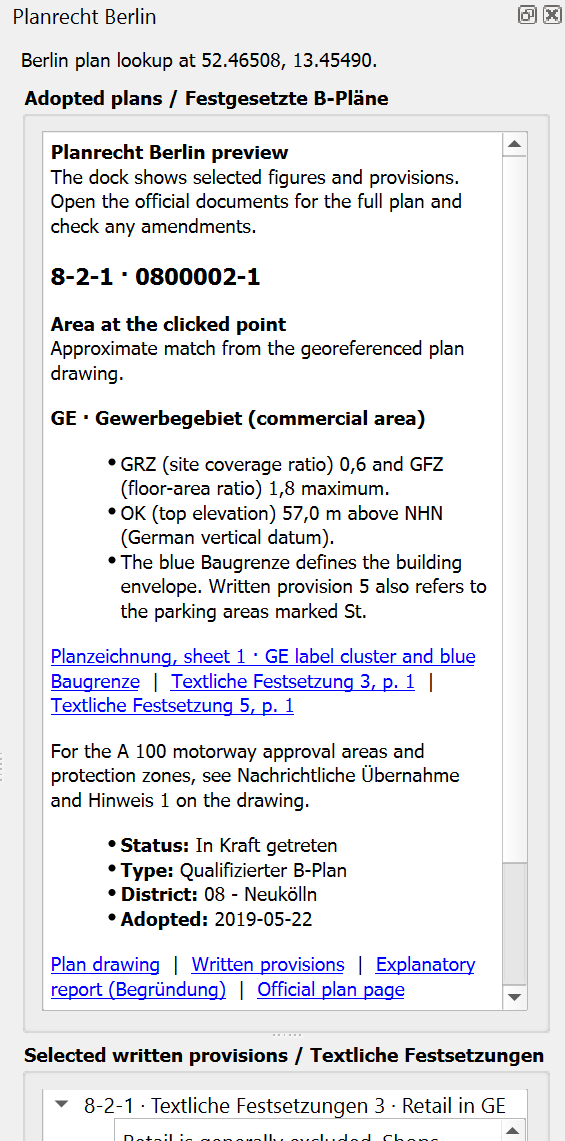 Planrecht Berlin
Berlin plan lookup at 52.46508, 13.45490.
Adopted plans / Festgesetzte B-Pläne
Planrecht Berlin preview
The dock shows selected figures and provisions.
Open the official documents for the full plan and
check any amendments.
8-2-1 · 0800002-1
Area at the clicked point
Approximate match from the georeferenced plan
drawing.
GE · Gewerbegebiet (commercial area)
• GRZ (site coverage ratio) 0,6 and GFZ
(floor-area ratio) 1,8 maximum.
• OK (top elevation) 57,0 m above NHN
(German vertical datum).
• The blue Baugrenze defines the building
envelope. Written provision 5 also refers to
the parking areas marked St.
Planzeichnung, sheet 1 · GE label cluster and blue
Baugrenze | Textliche Festsetzung 3, p. 1 |
Textliche Festsetzung 5, p. 1
For the A 100 motorway approval areas and
protection zones, see Nachrichtliche Übernahme
and Hinweis 1 on the drawing.
• Status: In Kraft getreten
• Type: Qualifizierter B-Plan
• District: 08 - Neukölln
• Adopted: 2019-05-22
Plan drawing | Written provisions | Explanatory
report (Begründung) | Official plan page
Selected written provisions / Textliche Festsetzungen
8-2-1 · Textliche Festsetzungen 3 · Retail in GE
Retail is generally excluded. Shops